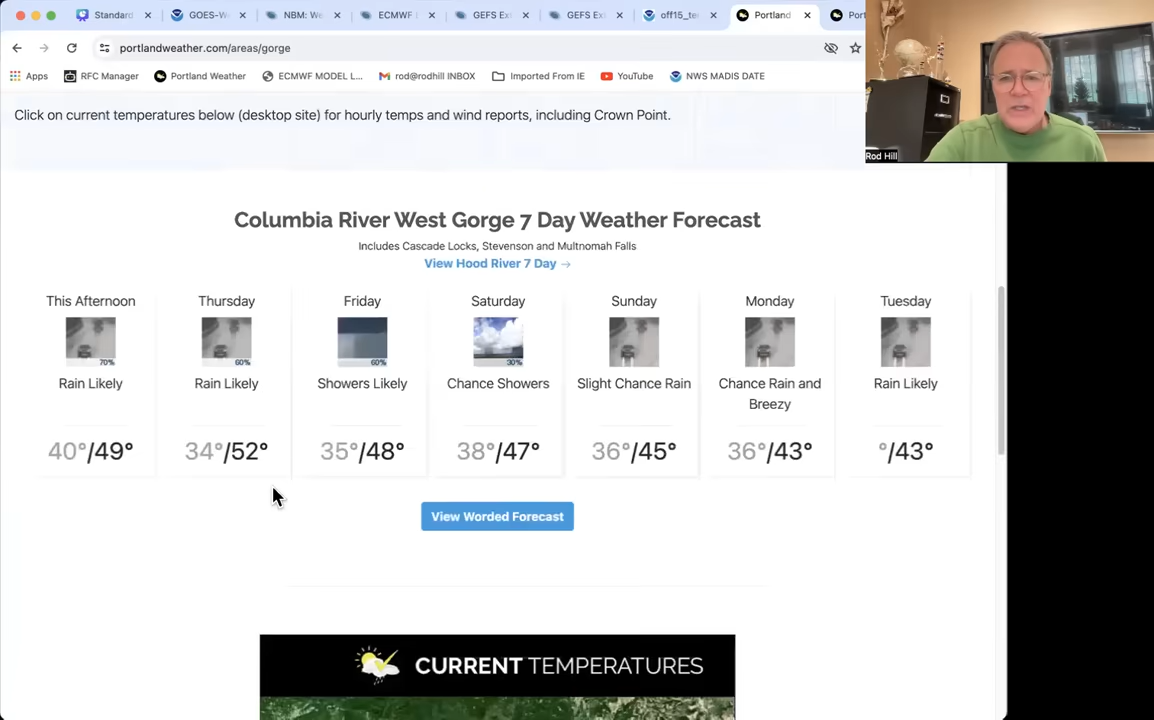 Standard
GOES-W
NBM: We
ECMWF
GEFS Ex
GEFS Ex
off15_te
Portland
Port
portlandweather.com/areas/gorge
Apps
RFC Manager
Portland Weather
ECMWF MODEL L...
rod@rodhill INBOX
Imported From IE
YouTube
NWS MADIS DATE
Click on current temperatures below (desktop site) for hourly temps and wind reports, including Crown Point.
Rod Hill
Columbia River West Gorge 7 Day Weather Forecast
Includes Cascade Locks, Stevenson and Multnomah Falls
View Hood River 7 Day →
This Afternoon
Thursday
Friday
Saturday
Sunday
Monday
Tuesday
70%
60%
60%
30%
Rain Likely
Rain Likely
Showers Likely
Chance Showers
Slight Chance Rain
Chance Rain and
Breezy
Rain Likely
40°/49°
34°/52°
35°/48°
38°/47°
36°/45°
36°/43°
°/43°
View Worded Forecast
CURRENT TEMPERATURES